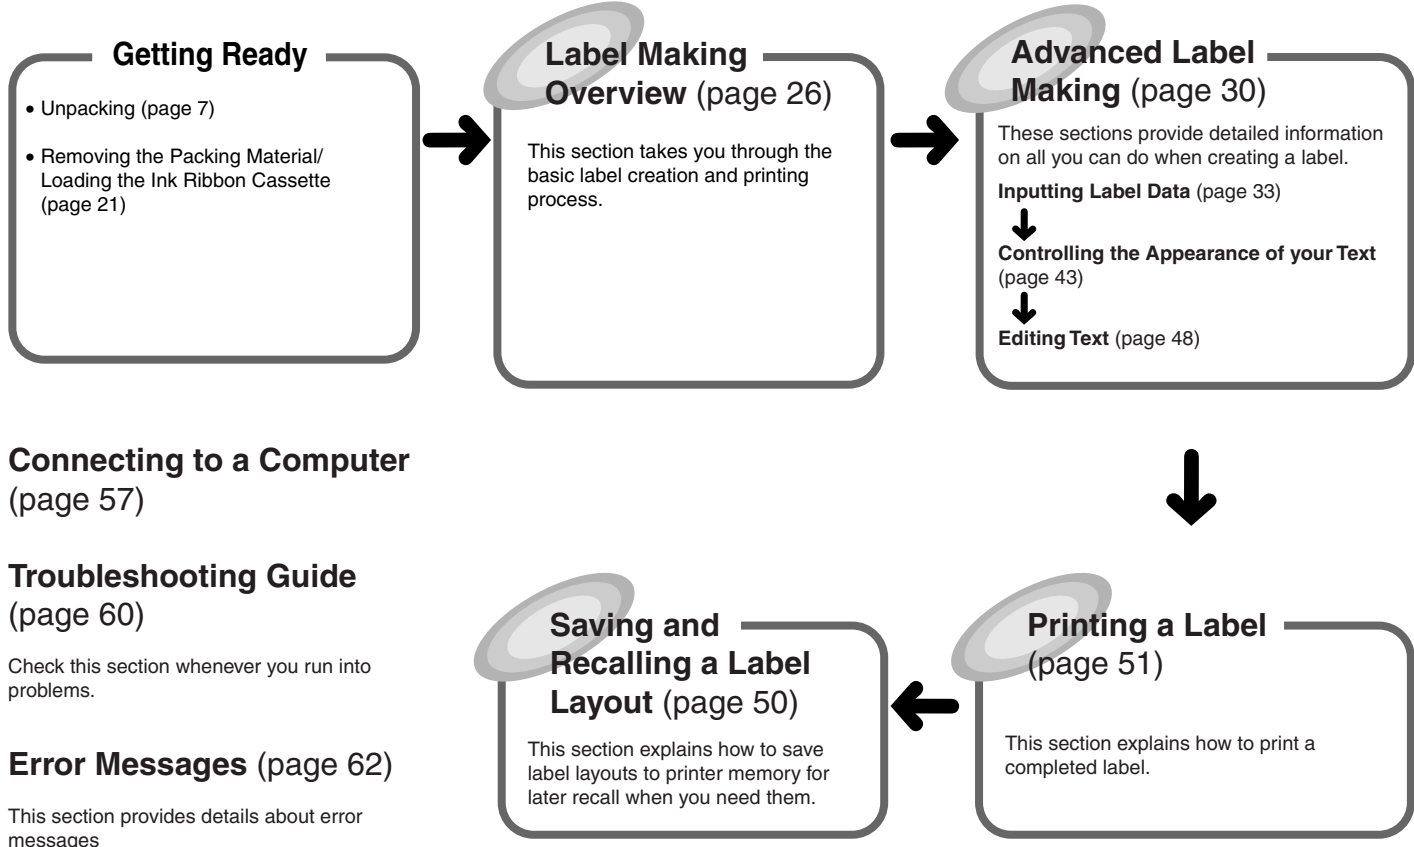 Getting Ready
• Unpacking (page 7)
• Removing the Packing Material/
Loading the Ink Ribbon Cassette
(page 21)
Label Making
Overview (page 26)
This section takes you through the
basic label creation and printing
process.
Advanced Label
Making (page 30)
These sections provide detailed information
on all you can do when creating a label.
Inputting Label Data (page 33)
Controlling the Appearance of your Text
(page 43)
Editing Text (page 48)
Printing a Label
(page 51)
This section explains how to print a
completed label.
Saving and
Recalling a Label
Layout (page 50)
This section explains how to save
label layouts to printer memory for
later recall when you need them.
Connecting to a Computer
(page 57)
Troubleshooting Guide
(page 60)
Check this section whenever you run into
problems.
Error Messages (page 62)
This section provides details about error
messages